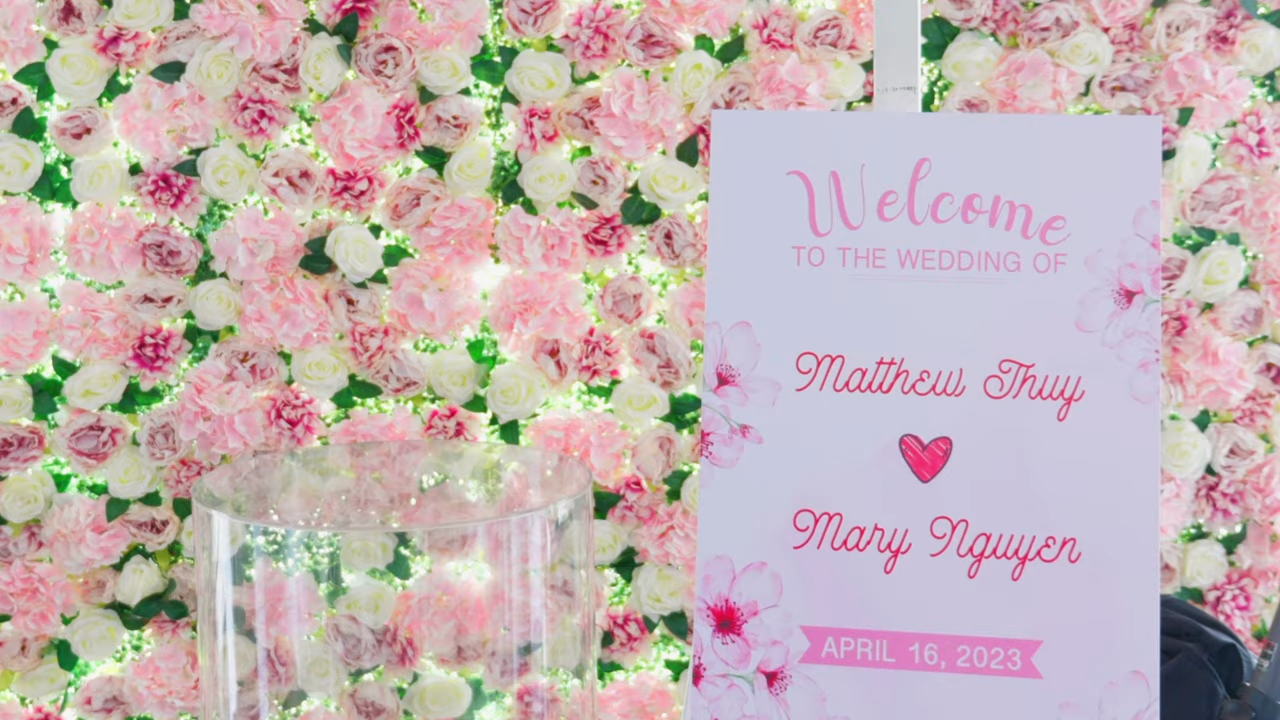 Welcome
TO THE WEDDING OF
Matthew Thuy
Mary Nguyen
APRIL 16, 2023